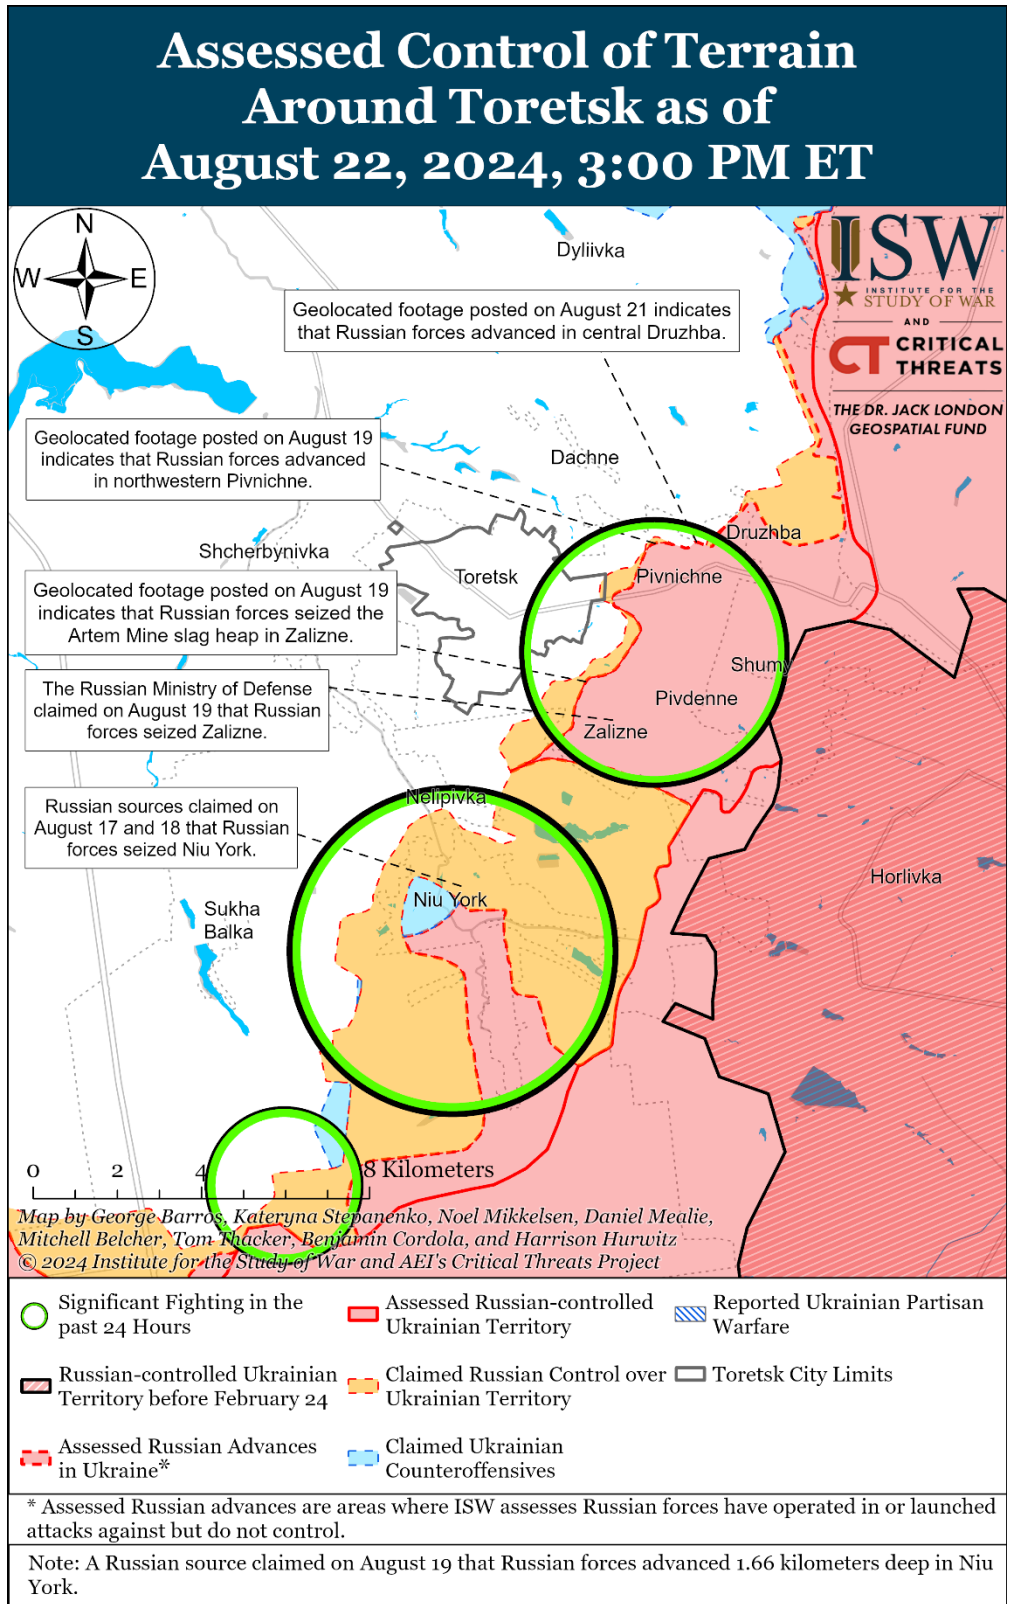 Assessed Control of Terrain
Around Toretsk as of
August 22, 2024, 3:00 PM ET
N
W
E
S
ISW
INSTITUTE FOR THE
STUDY OF WAR
AND
CT CRITICAL
THREATS
THE DR. JACK LONDON
GEOSPATIAL FUND
Dyliivka
Geolocated footage posted on August 21 indicates
that Russian forces advanced in central Druzhba.
Geolocated footage posted on August 19
indicates that Russian forces advanced
in northwestern Pivnichne.
Dachne
Druzhba
Shcherbynivka
Toretsk
Pivnichne
Geolocated footage posted on August 19
indicates that Russian forces seized the
Artem Mine slag heap in Zalizne.
Shumy
Pivdenne
The Russian Ministry of Defense
claimed on August 19 that Russian
forces seized Zalizne.
Zalizne
Nelipivka
Russian sources claimed on
August 17 and 18 that Russian
forces seized Niu York.
Horlivka
Niu York
Sukha
Balka
0 2 4 8 Kilometers
Map by George Barros, Kateryna Stepanenko, Noel Mikkelsen, Daniel Mealie,
Mitchell Belcher, Tom Thacker, Benjamin Cordola, and Harrison Hurwitz
© 2024 Institute for the Study of War and AEI's Critical Threats Project
Significant Fighting in the
past 24 Hours
Assessed Russian-controlled
Ukrainian Territory
Reported Ukrainian Partisan
Warfare
Russian-controlled Ukrainian
Territory before February 24
Claimed Russian Control over
Ukrainian Territory
Toretsk City Limits
Assessed Russian Advances
in Ukraine*
Claimed Ukrainian
Counteroffensives
* Assessed Russian advances are areas where ISW assesses Russian forces have operated in or launched
attacks against but do not control.
Note: A Russian source claimed on August 19 that Russian forces advanced 1.66 kilometers deep in Niu
York.